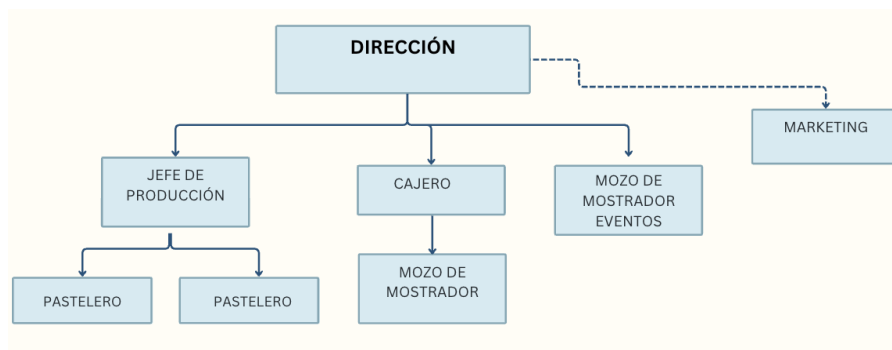 DIRECCIÓN
MARKETING
JEFE DE
PRODUCCIÓN
CAJERO
MOZO DE
MOSTRADOR
EVENTOS
PASTELERO
PASTELERO
MOZO DE
MOSTRADOR